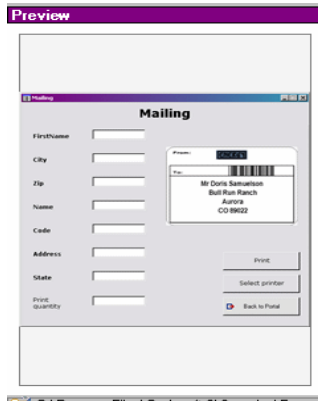 Preview
Mailing
Mailing
FirstName
City
Zip
Name
Code
Address
State
Print
quantity
From:
To:
Mr Doris Samuelson
Bull Run Ranch
Aurora
CO 89022
Print
Select printer
Back to Portal